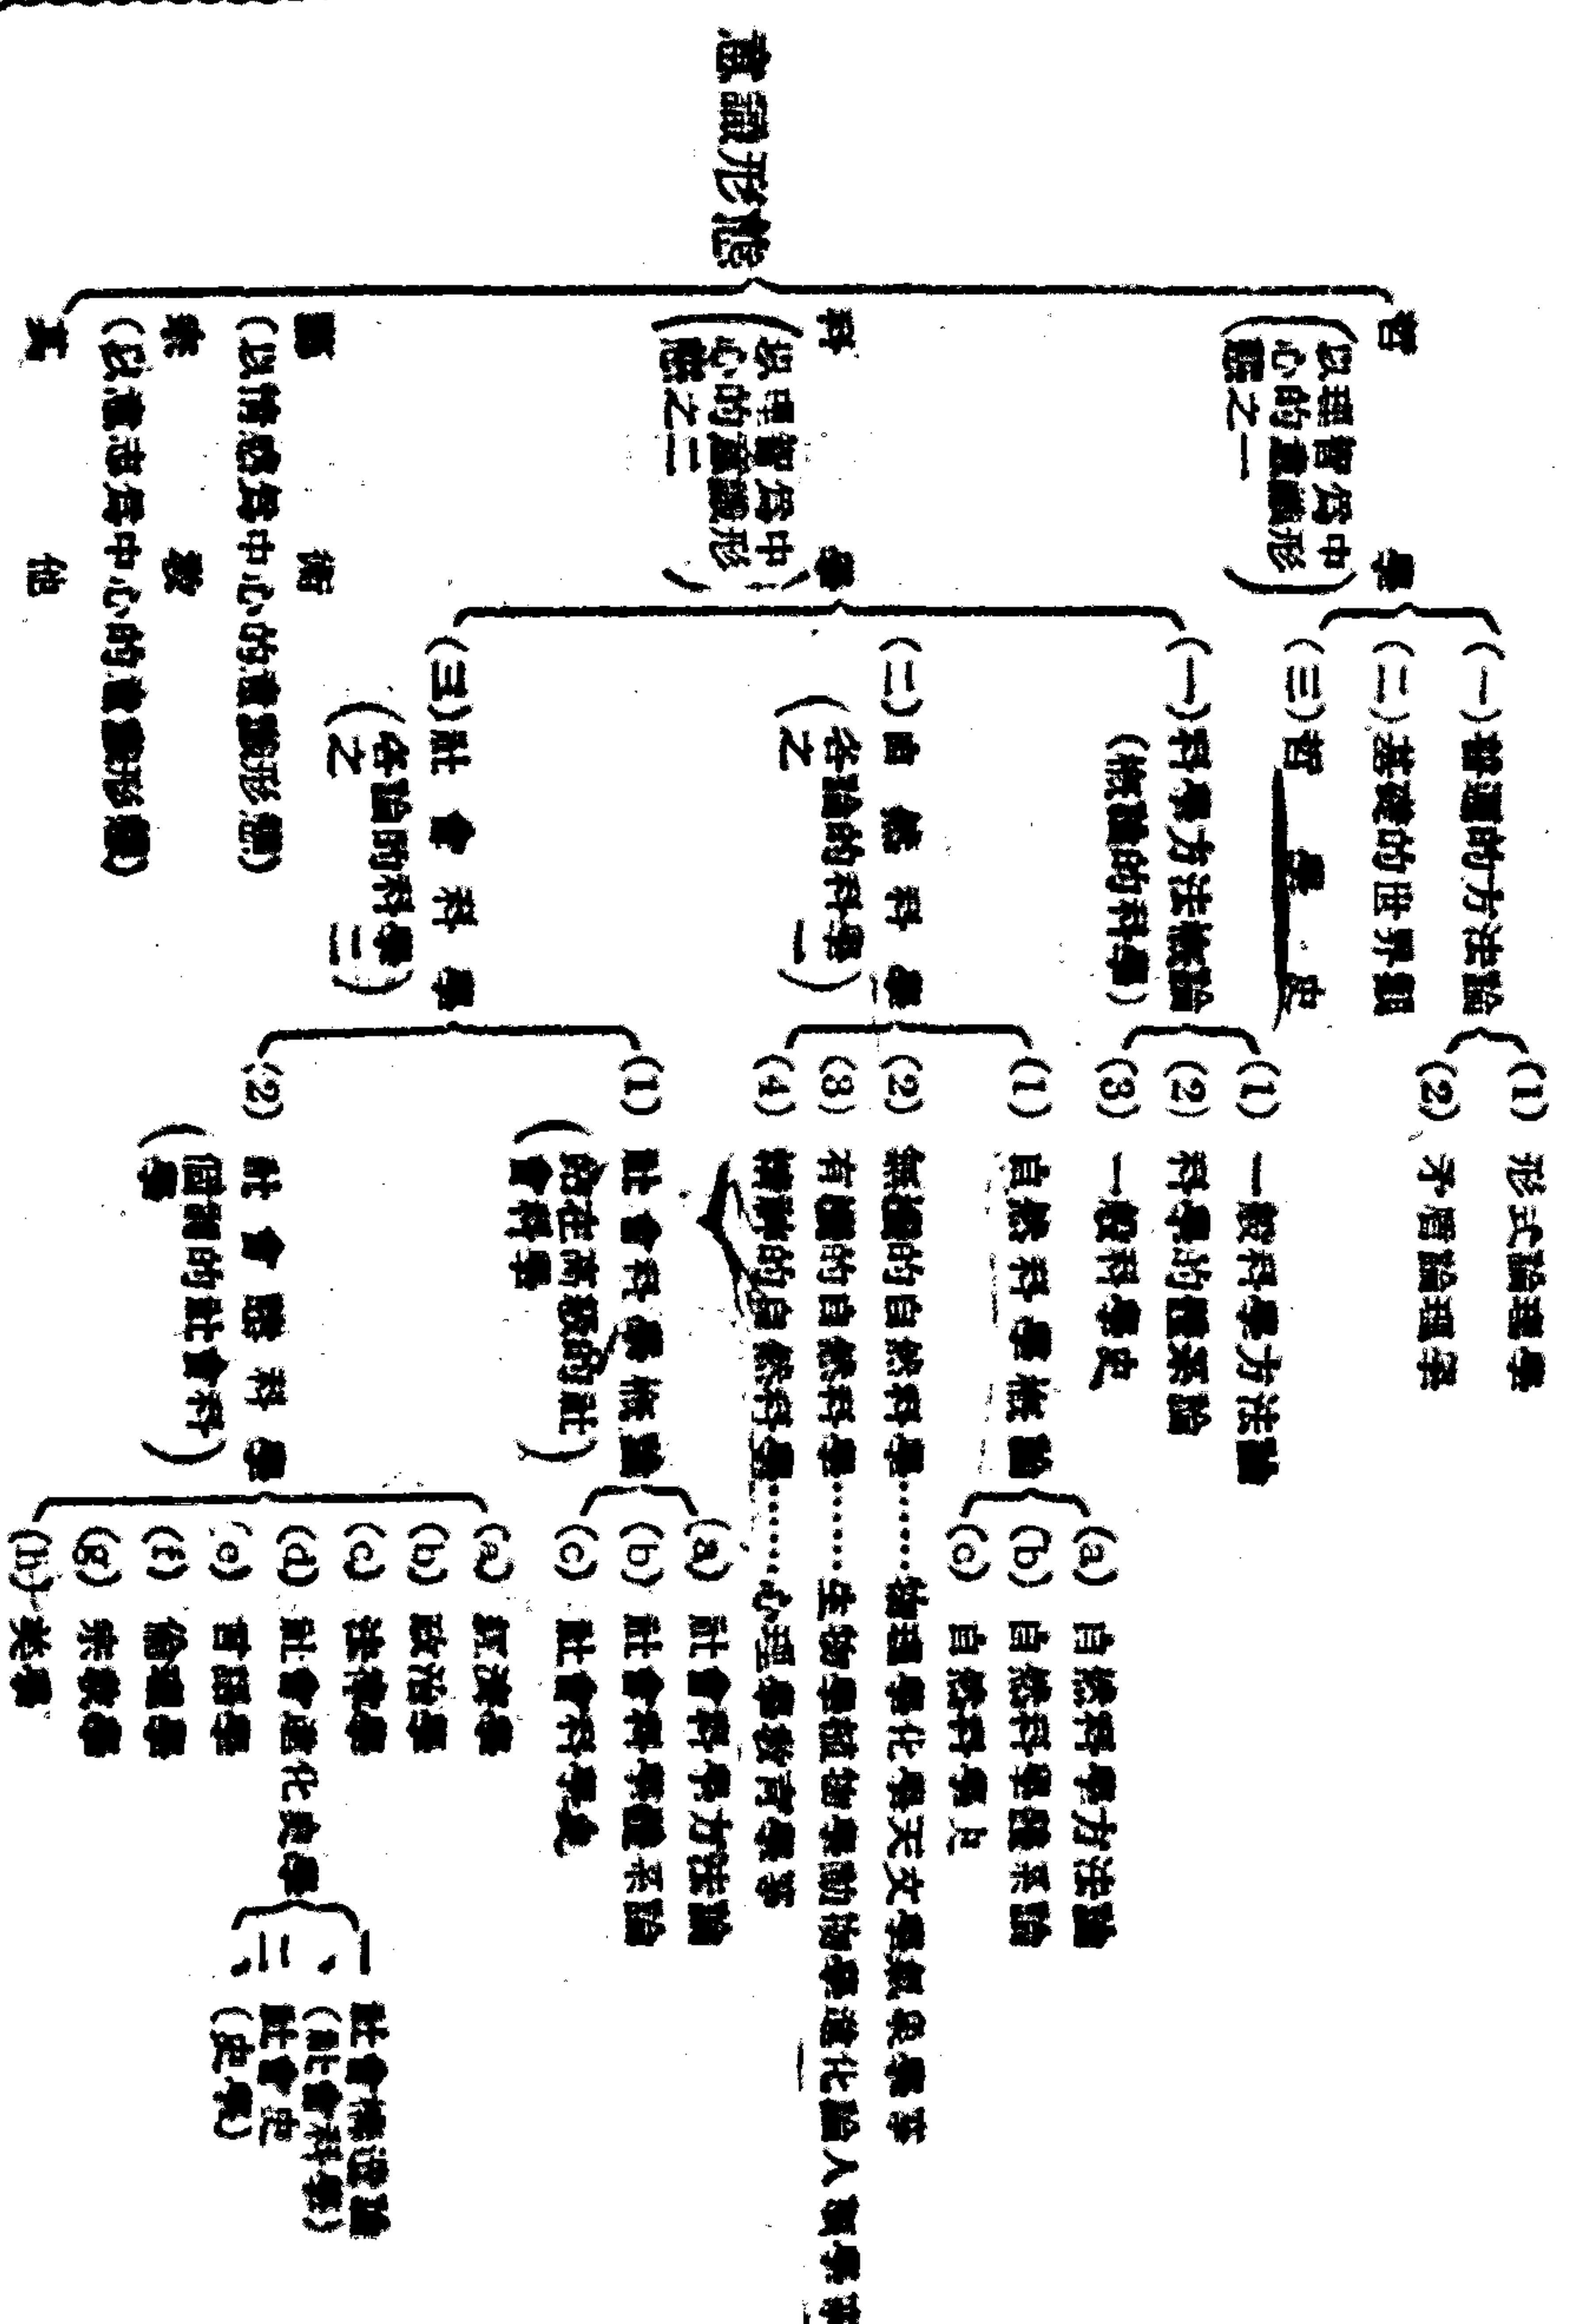 意識形態
哲學
(以理智爲中
心的意識形
態之一)
(一)普遍的方法論
(1) 形式論理學
(2) 矛盾論理學
(二)基礎的世界觀
(三)哲學史
科學
(以理智爲中
心的意識形
態之二)
(一)科學方法概論
(概論的科學)
(1) 一般科學方法論
(2) 科學的體系論
(3) 一般科學史
(二)自然科學
(各論的科學
之一)
(1) 自然科學概論
(a) 自然科學方法論
(b) 自然科學體系論
(c) 自然科學史
(2) 無機的自然科學……物理學化學天文學氣象學等
(3) 有機的自然科學……生物學植物學動物學進化論人類學等
(4) 精神的自然科學……心理學教育學等
(三)社會科學
(各論的科學
之二)
(1) 社會科學概論
(站在高級的社
會科學)
(a) 社會科學方法論
(b) 社會科學體系論
(c) 社會科學史
(2) 社會諸科學
(個別的社會科
學)
(a) 經濟學
(b) 政治學
(c) 法律學
(d) 社會進化史學
一、社會構造論
(社會科學)
二、社會史
(史學)
(e) 言語學
(f) 倫理學
(g) 宗教學
(h) 美學
藝術
(以情感爲中心的意識形態)
宗教
(以意志爲中心的意識形態)
其他